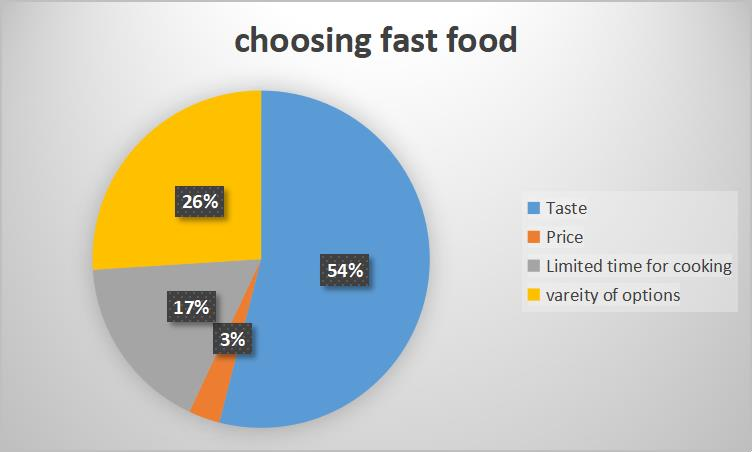 choosing fast food
26%
54%
17%
3%
Taste
Price
Limited time for cooking
vareity of options